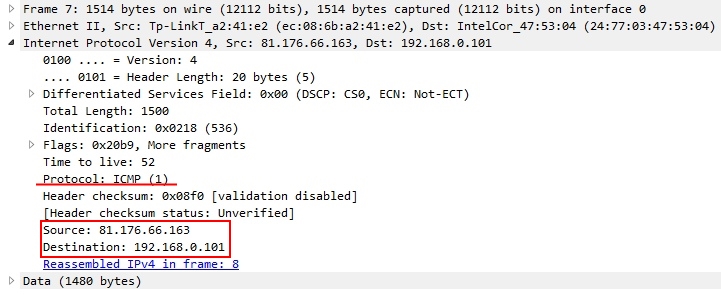 Frame 7: 1514 bytes on wire (12112 bits), 1514 bytes captured (12112 bits) on interface 0
Ethernet II, Src: Tp-LinkT_a2:41:e2 (ec:08:6b:a2:41:e2), Dst: IntelCor_47:53:04 (24:77:03:47:53:04)
Internet Protocol Version 4, Src: 81.176.66.163, Dst: 192.168.0.101
0100 .... = Version: 4
.... 0101 = Header Length: 20 bytes (5)
Differentiated Services Field: 0x00 (DSCP: CS0, ECN: Not-ECT)
Total Length: 1500
Identification: 0x0218 (536)
Flags: 0x20b9, More fragments
Time to live: 52
Protocol: ICMP (1)
Header checksum: 0x08f0 [validation disabled]
[Header checksum status: Unverified]
Source: 81.176.66.163
Destination: 192.168.0.101
Reassembled IPv4 in frame: 8
Data (1480 bytes)